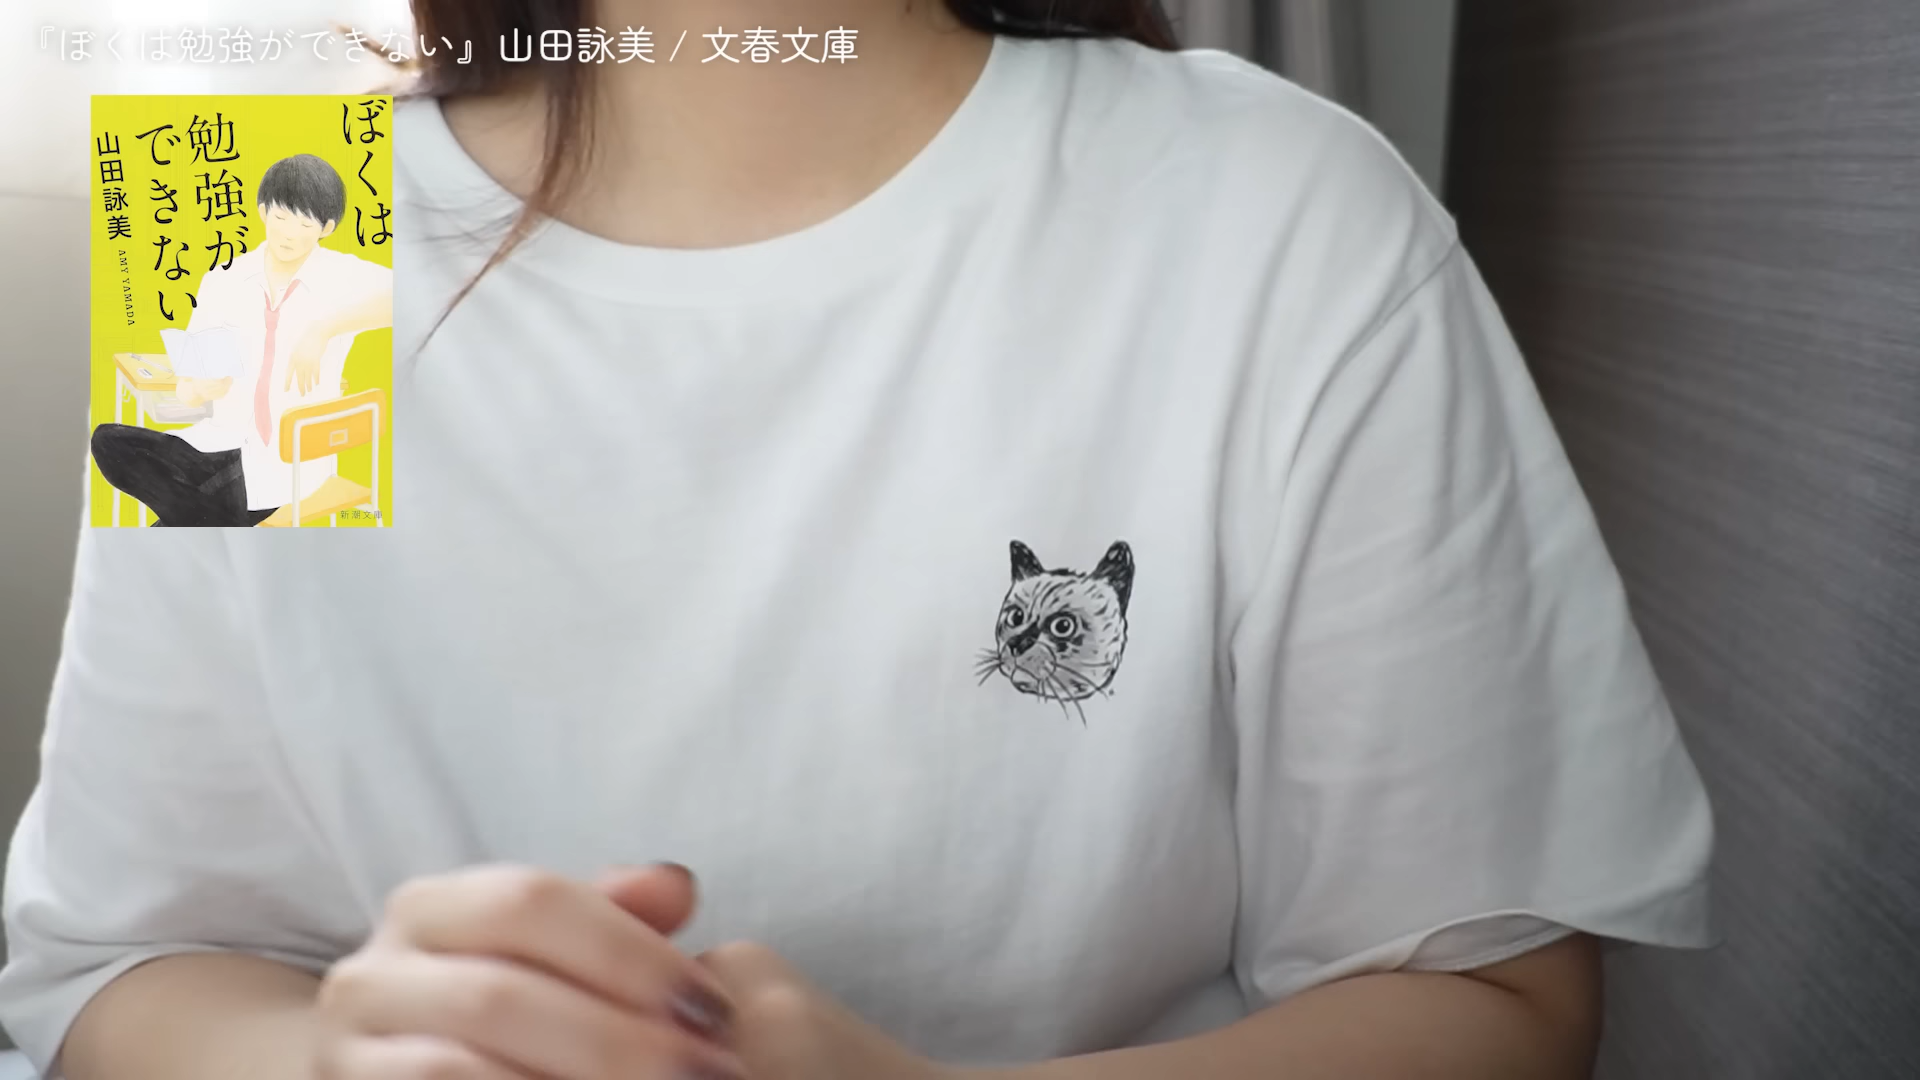 『ぼくは勉強ができない』山田詠美 / 文春文庫
ぼくは
勉強が
できない
山田詠美
AMY YAMADA
新潮文庫